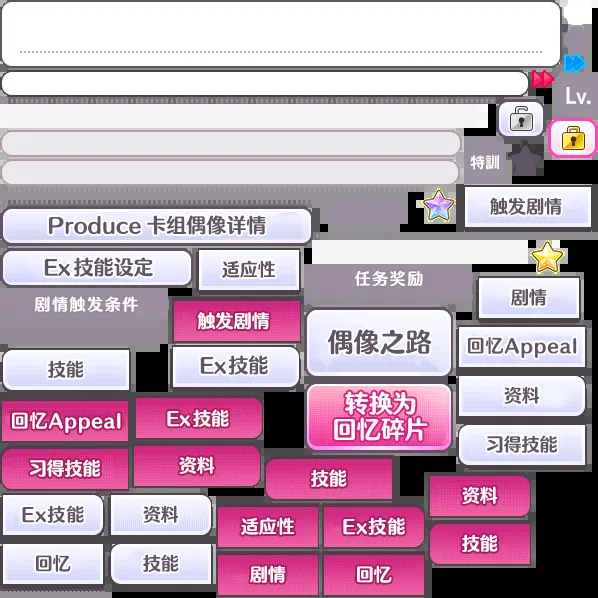 Lv.
特訓
触发剧情
Produce 卡组偶像详情
Ex技能设定
适应性
任务奖励
剧情触发条件
剧情
触发剧情
偶像之路
回忆Appeal
技能
Ex技能
资料
转换为
回忆碎片
回忆Appeal
Ex技能
习得技能
习得技能
资料
技能
资料
Ex技能
资料
适应性
Ex技能
技能
回忆
技能
剧情
回忆